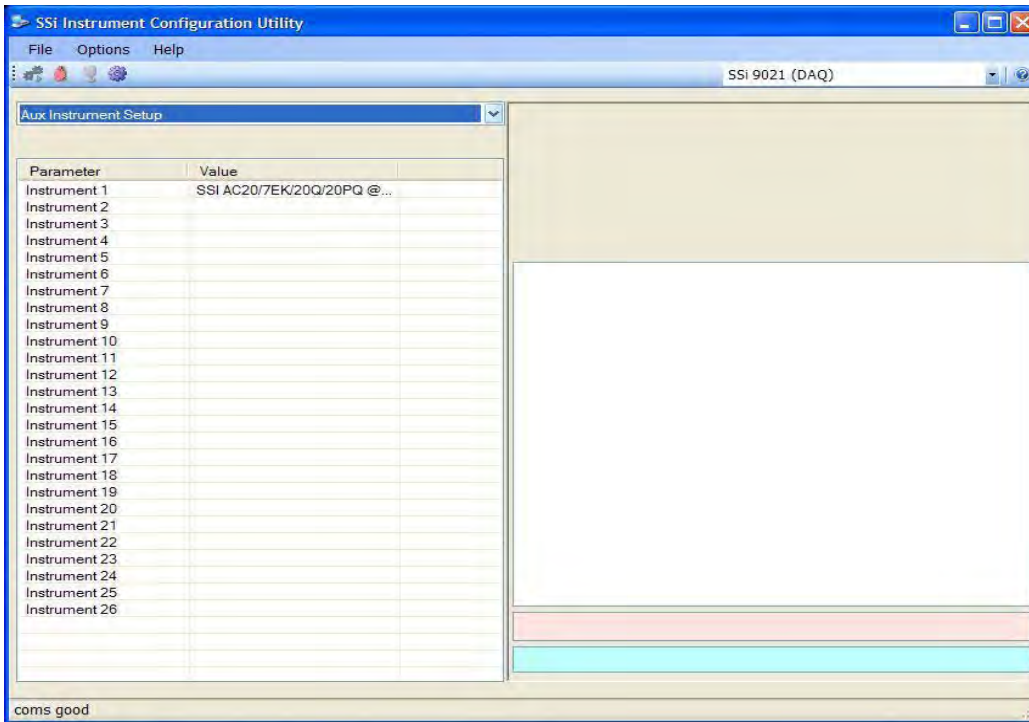 SSi Instrument Configuration Utility
File Options Help
SSi 9021 (DAQ)
Aux Instrument Setup
Parameter Value
Instrument 1 SSI AC20/7EK/20Q/20PQ @...
Instrument 2
Instrument 3
Instrument 4
Instrument 5
Instrument 6
Instrument 7
Instrument 8
Instrument 9
Instrument 10
Instrument 11
Instrument 12
Instrument 13
Instrument 14
Instrument 15
Instrument 16
Instrument 17
Instrument 18
Instrument 19
Instrument 20
Instrument 21
Instrument 22
Instrument 23
Instrument 24
Instrument 25
Instrument 26
coms good